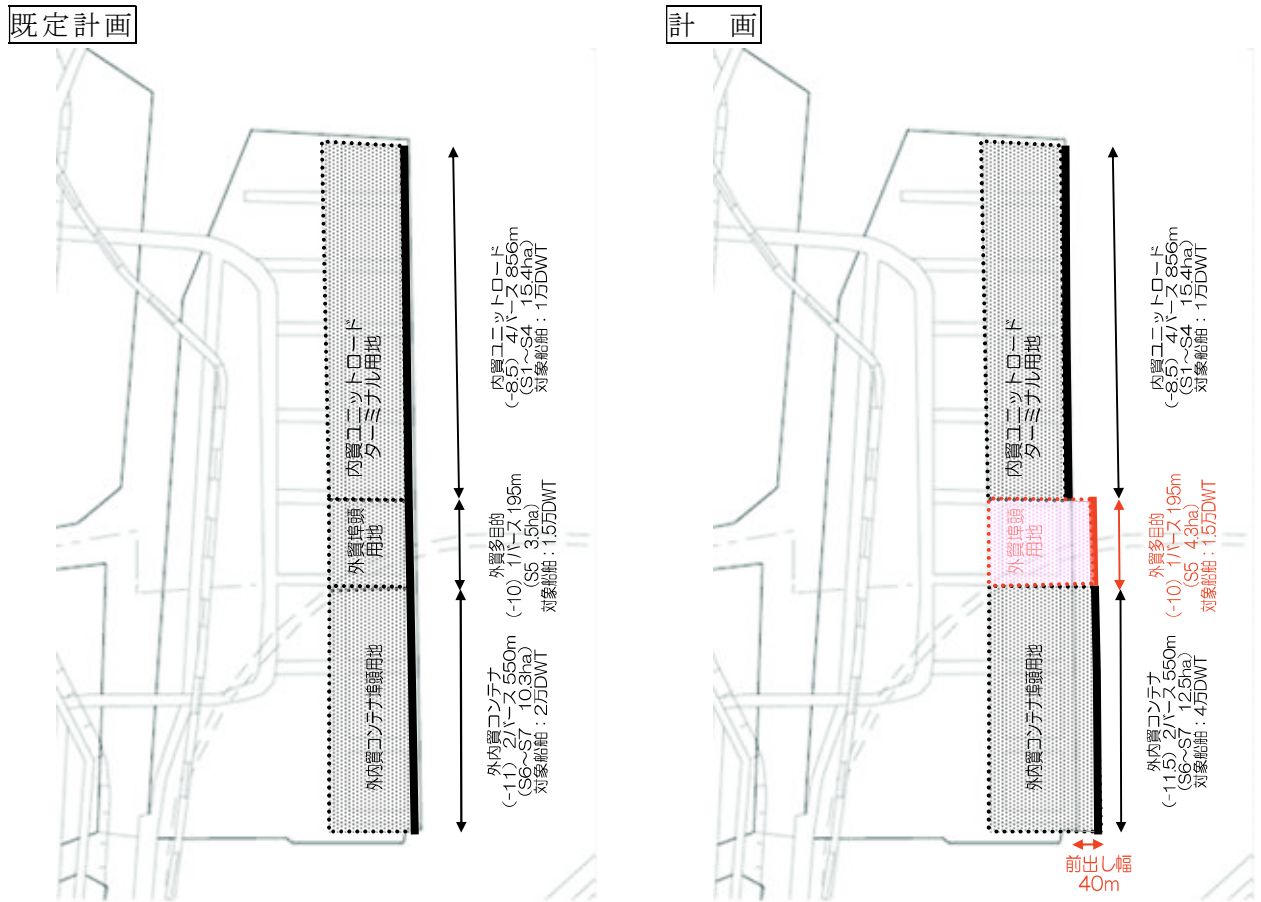 既定計画
内貿ユニットロード
ターミナル用地
外貿埠頭
用地
外内貿コンテナ埠頭用地
内貿ユニットロード
(-8.5) 4バース 856m
(S1～S4 15.4ha)
対象船舶：1万DWT
外貿多目的
(-10) 1バース 195m
(S5 3.5ha)
対象船舶：1.5万DWT
外内貿コンテナ
(-11) 2バース 550m
(S6～S7 10.3ha)
対象船舶：2万DWT
計 画
内貿ユニットロード
ターミナル用地
外貿埠頭
用地
外内貿コンテナ埠頭用地
内貿ユニットロード
(-8.5) 4バース 856m
(S1～S4 15.4ha)
対象船舶：1万DWT
外貿多目的
(-10) 1バース 195m
(S5 4.3ha)
対象船舶：1.5万DWT
外内貿コンテナ
(-11.5) 2バース 550m
(S6～S7 12.5ha)
対象船舶：4万DWT
前出し幅
40m